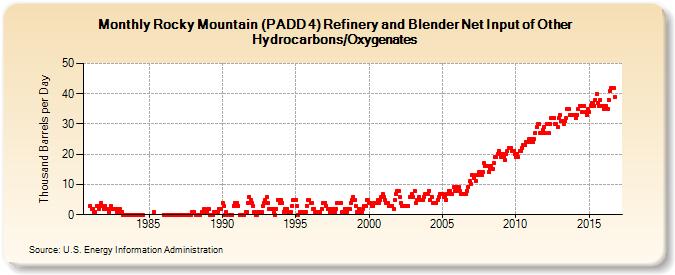 Monthly Rocky Mountain (PADD 4) Refinery and Blender Net Input of Other
Hydrocarbons/Oxygenates
Thousand Barrels per Day
50
40
30
20
10
0
1985 1990 1995 2000 2005 2010 2015
Source: U.S. Energy Information Administration